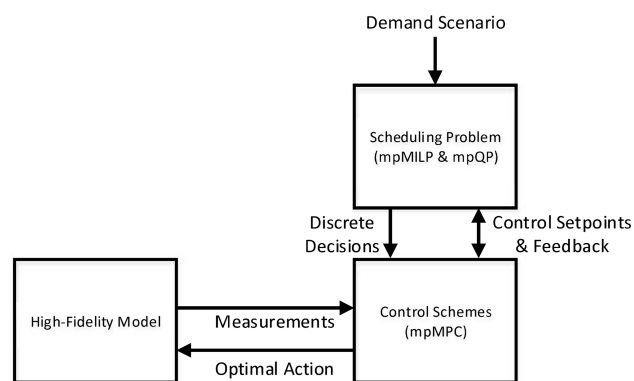 Demand Scenario
Scheduling Problem
(mpMILP & mpQP)
Discrete
Decisions
Control Setpoints
& Feedback
High-Fidelity Model
Measurements
Optimal Action
Control Schemes
(mpMPC)